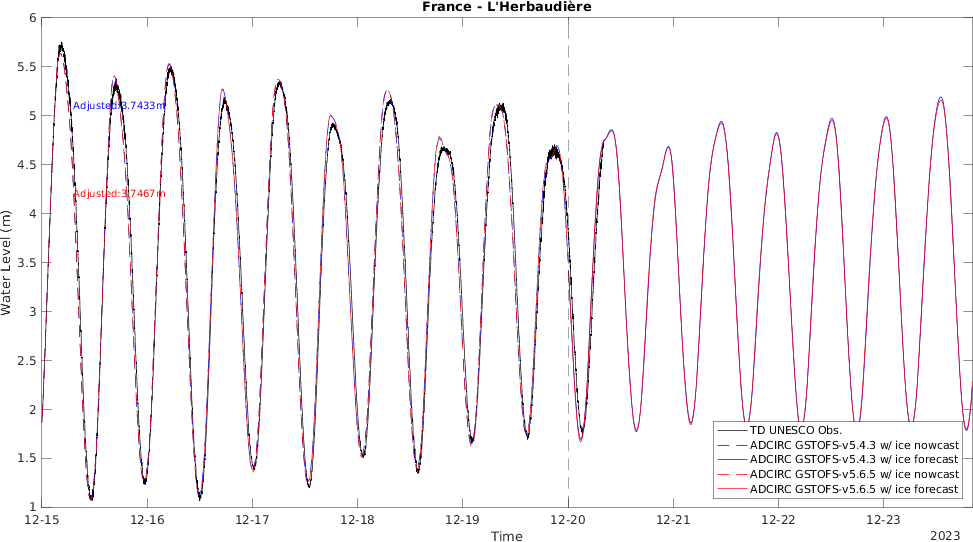 France - L'Herbaudière
6
5.5
5
4.5
4
3.5
3
2.5
2
1.5
1
Water Level (m)
Adjusted:3.7433m
Adjusted:3.7467m
TD UNESCO Obs.
ADCIRC GSTOFS-v5.4.3 w/ ice nowcast
ADCIRC GSTOFS-v5.4.3 w/ ice forecast
ADCIRC GSTOFS-v5.6.5 w/ ice nowcast
ADCIRC GSTOFS-v5.6.5 w/ ice forecast
12-15 12-16 12-17 12-18 12-19 12-20 12-21 12-22 12-23
Time
2023